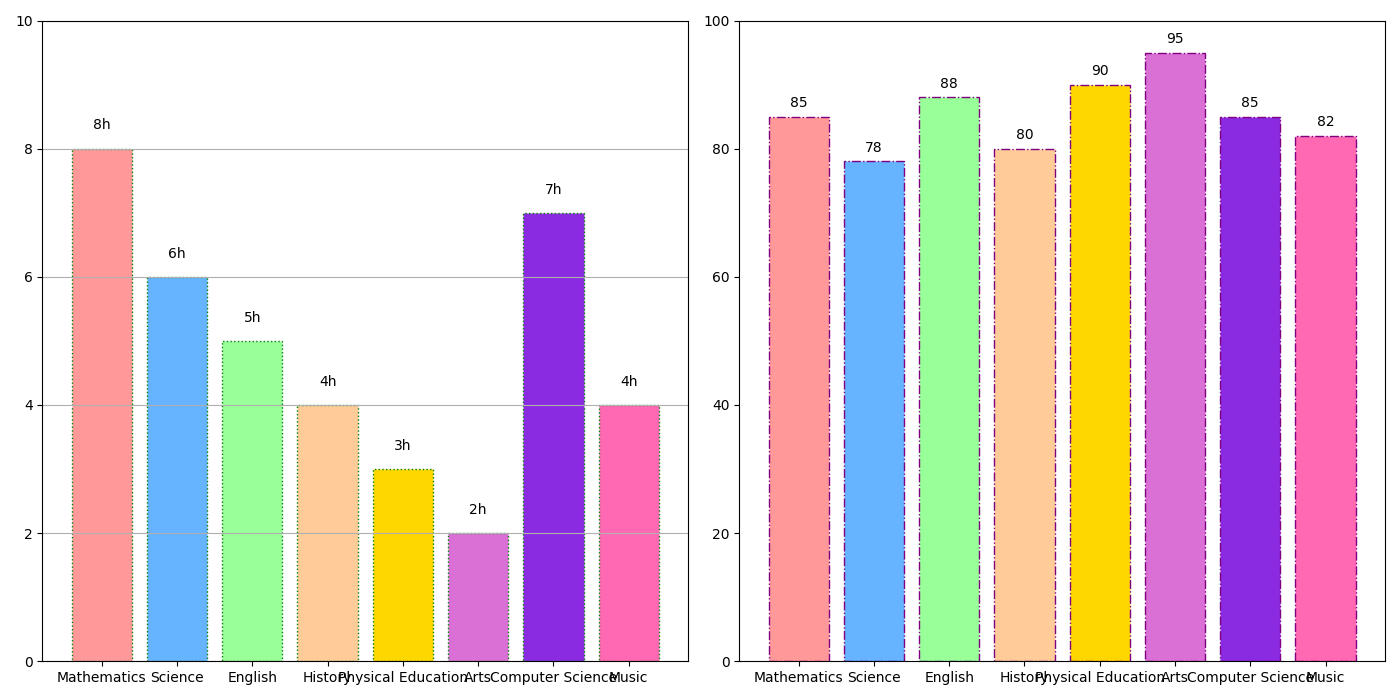 10
8
6
4
2
0
8h
6h
5h
4h
3h
2h
7h
4h
Mathematics Science English History Physical Education Arts Computer Science Music
100
80
60
40
20
0
85
78
88
80
90
95
85
82
Mathematics Science English History Physical Education Arts Computer Science Music